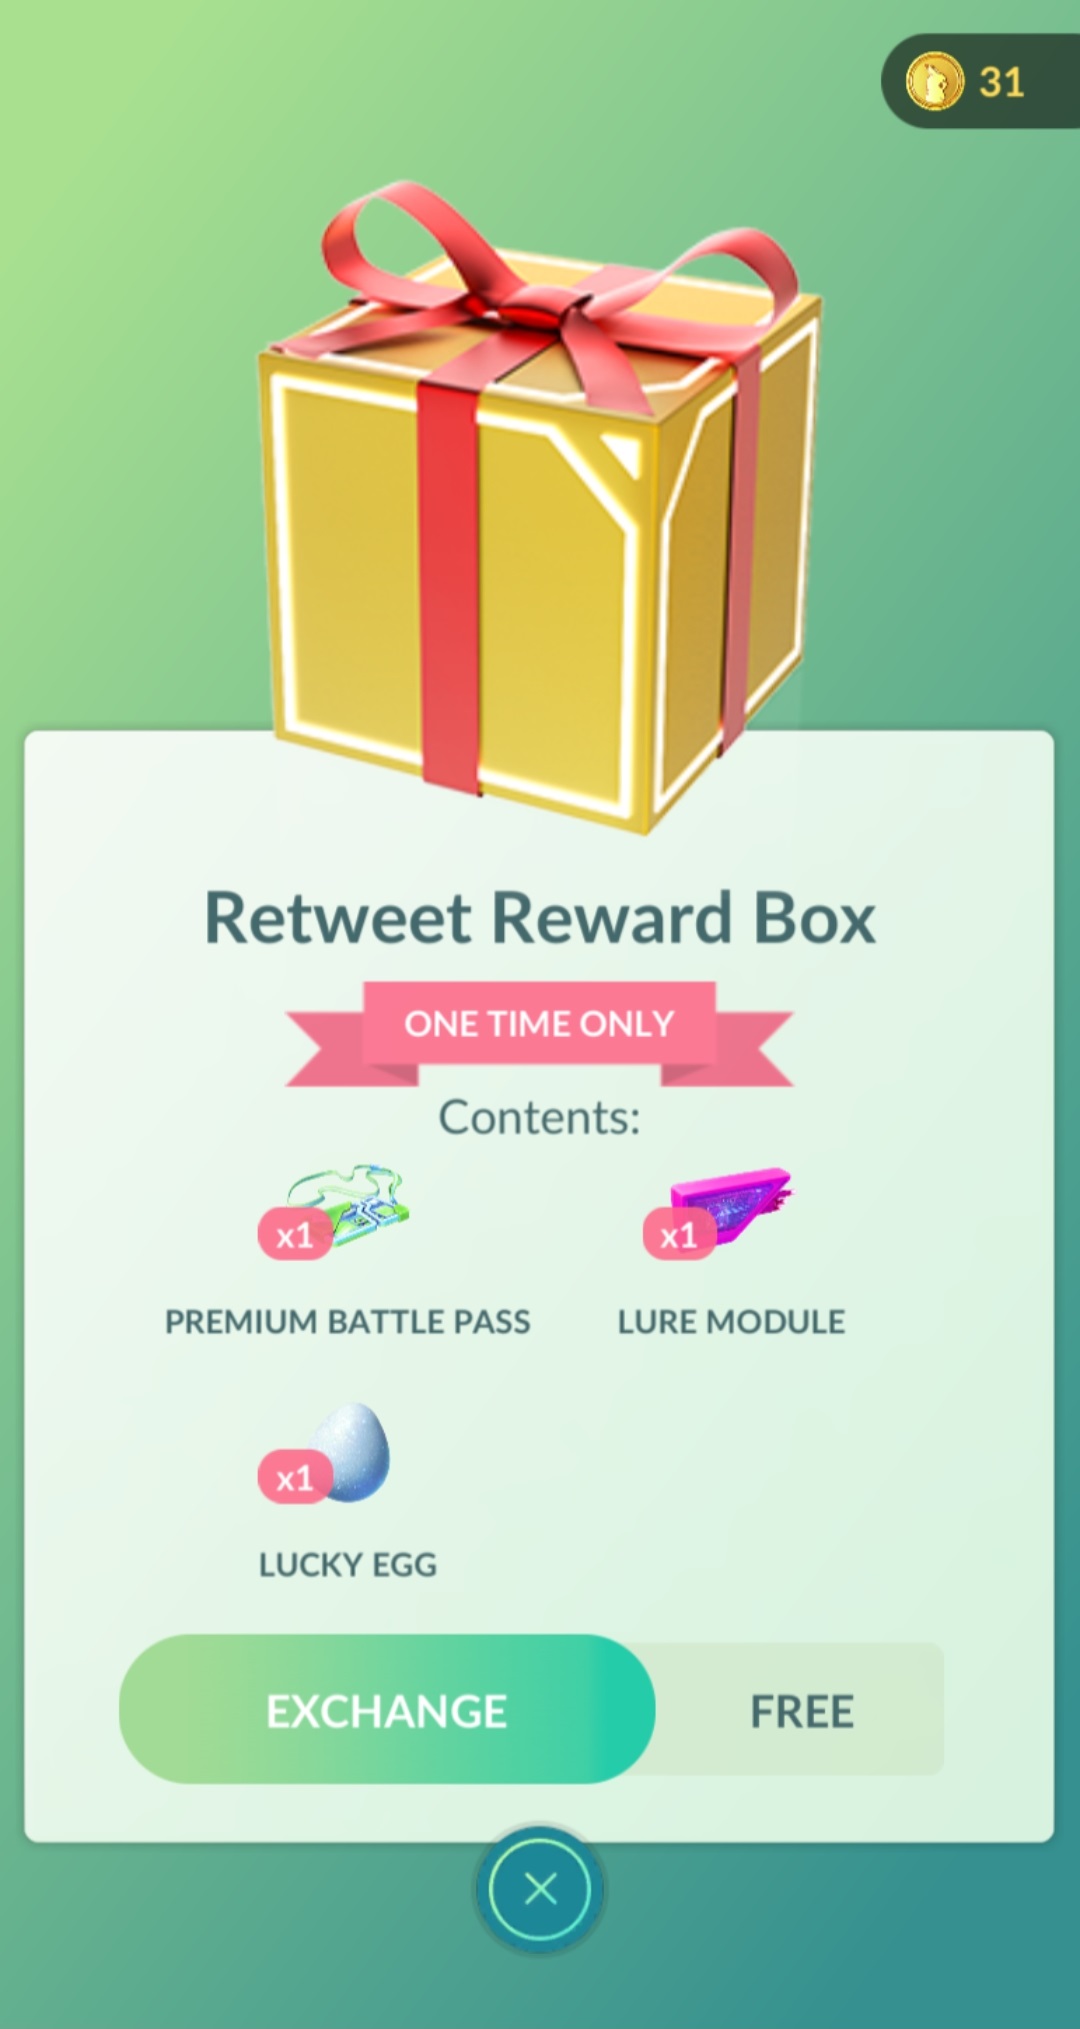 31
Retweet Reward Box
ONE TIME ONLY
Contents:
x1
x1
PREMIUM BATTLE PASS
LURE MODULE
x1
LUCKY EGG
EXCHANGE
FREE